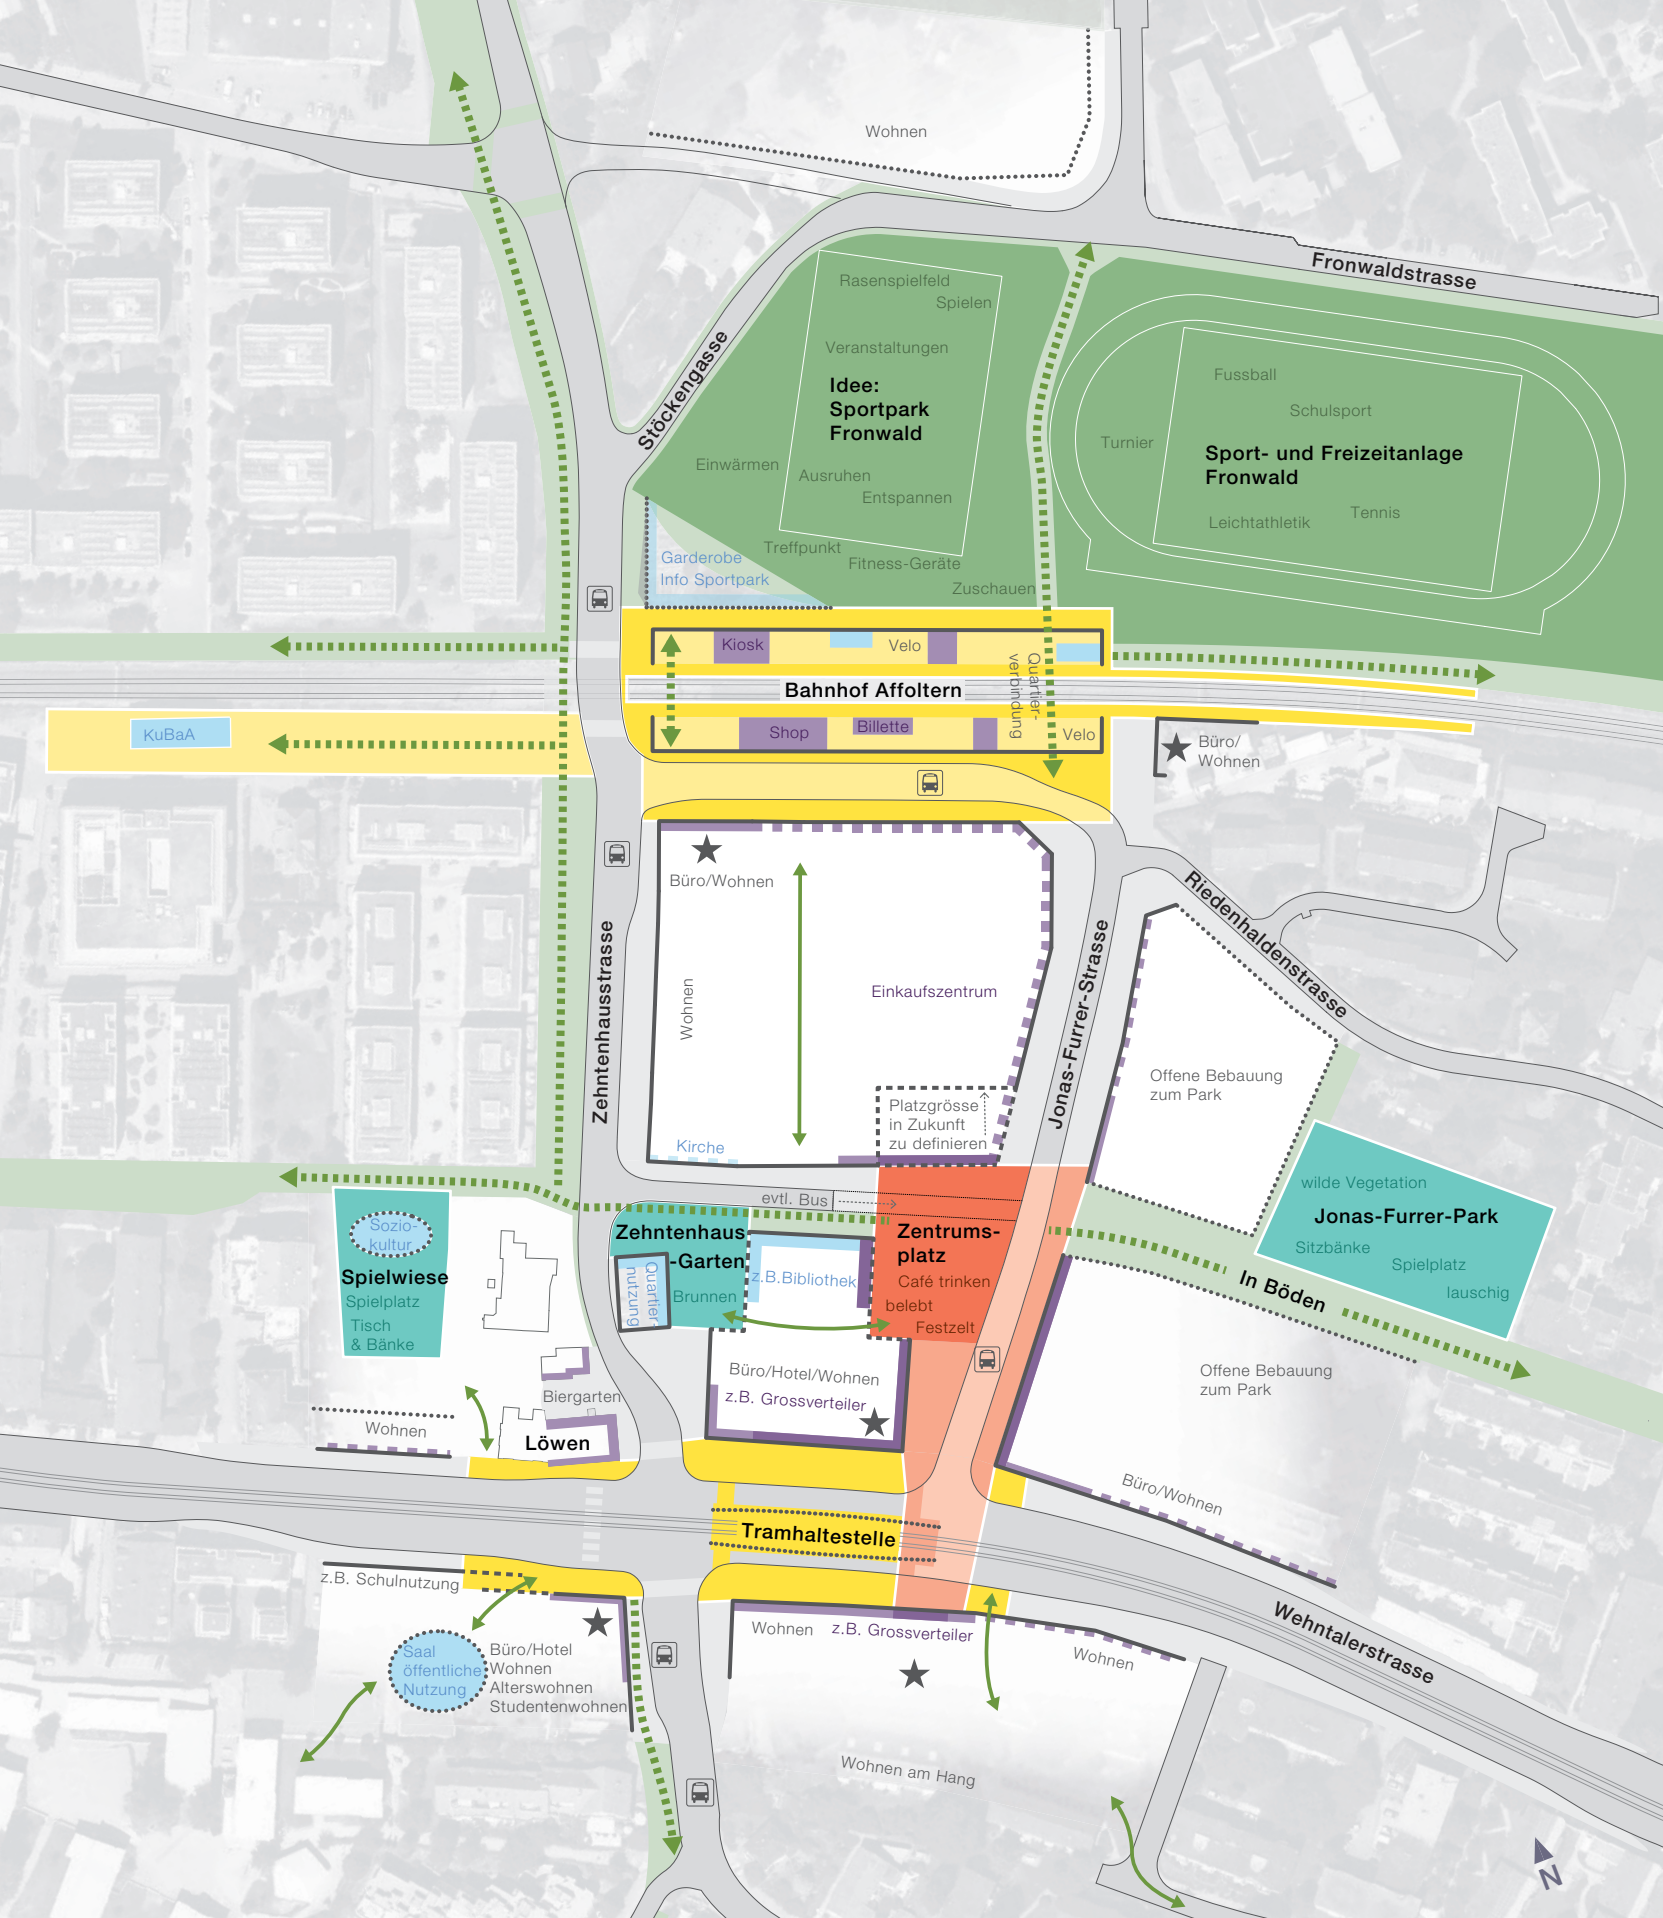 Wohnen
Fronwaldstrasse
Stöckengasse
Rasenspielfeld
Spielen
Veranstaltungen
Idee:
Sportpark
Fronwald
Einwärmen
Ausruhen
Entspannen
Treffpunkt
Fitness-Geräte
Zuschauen
Fussball
Schulsport
Turnier
Sport- und Freizeitanlage
Fronwald
Leichtathletik
Tennis
Garderobe
Info Sportpark
Kiosk
Velo
Quartier-
verbindung
Bahnhof Affoltern
Shop
Billette
Velo
KuBaA
Büro/
Wohnen
Büro/Wohnen
Riedenhaldenstrasse
Zehntenhausstrasse
Wohnen
Einkaufszentrum
Jonas-Furrer-Strasse
Offene Bebauung
zum Park
Platzgrösse
in Zukunft
zu definieren
Kirche
evtl. Bus
wilde Vegetation
Jonas-Furrer-Park
Sitzbänke
Spielplatz
lauschig
In Böden
Sozio-
kultur
Spielwiese
Spielplatz
Tisch
& Bänke
Zehntenhaus
-Garten
Quartier-
nutzung
Brunnen
z.B.Bibliothek
Zentrums-
platz
Café trinken
belebt
Festzelt
Büro/Hotel/Wohnen
z.B. Grossverteiler
Offene Bebauung
zum Park
Biergarten
Löwen
Wohnen
Büro/Wohnen
Tramhaltestelle
Wehntalerstrasse
z.B. Schulnutzung
Saal
öffentliche
Nutzung
Büro/Hotel
Wohnen
Alterswohnen
Studentenwohnen
Wohnen
z.B. Grossverteiler
Wohnen
Wohnen am Hang
N